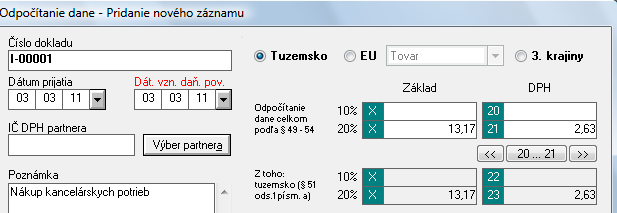 Odpočítanie dane - Pridanie nového záznamu
Číslo dokladu
I-00001
Dátum prijatia
Dát. vzn. daň. pov.
03 03 11
03 03 11
IČ DPH partnera
Výber partnera
Poznámka
Nákup kancelárskych potrieb
Tuzemsko EU Tovar 3. krajiny
Základ DPH
Odpočítanie
dane celkom
podľa § 49 - 54
10% X 20
20% X 13,17 21 2,63
<< 20 ... 21 >>
Z toho:
tuzemsko (§ 51
ods.1 písm. a)
10% X 22
20% X 13,17 23 2,63